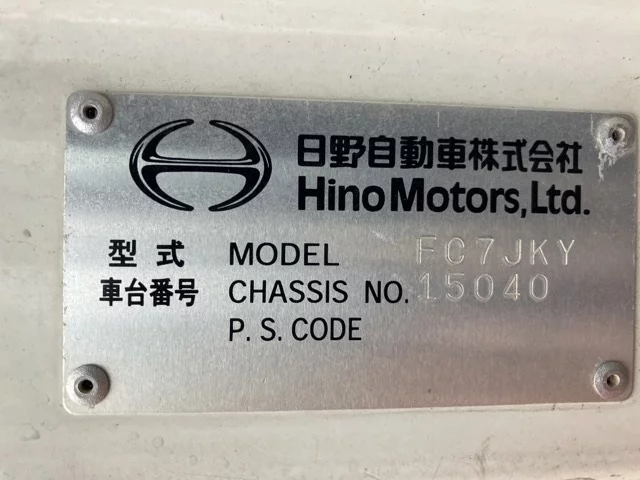 日野自動車株式会社
Hino Motors, Ltd.
型式 MODEL FC7JKY
車台番号 CHASSIS NO. 15040
P. S. CODE